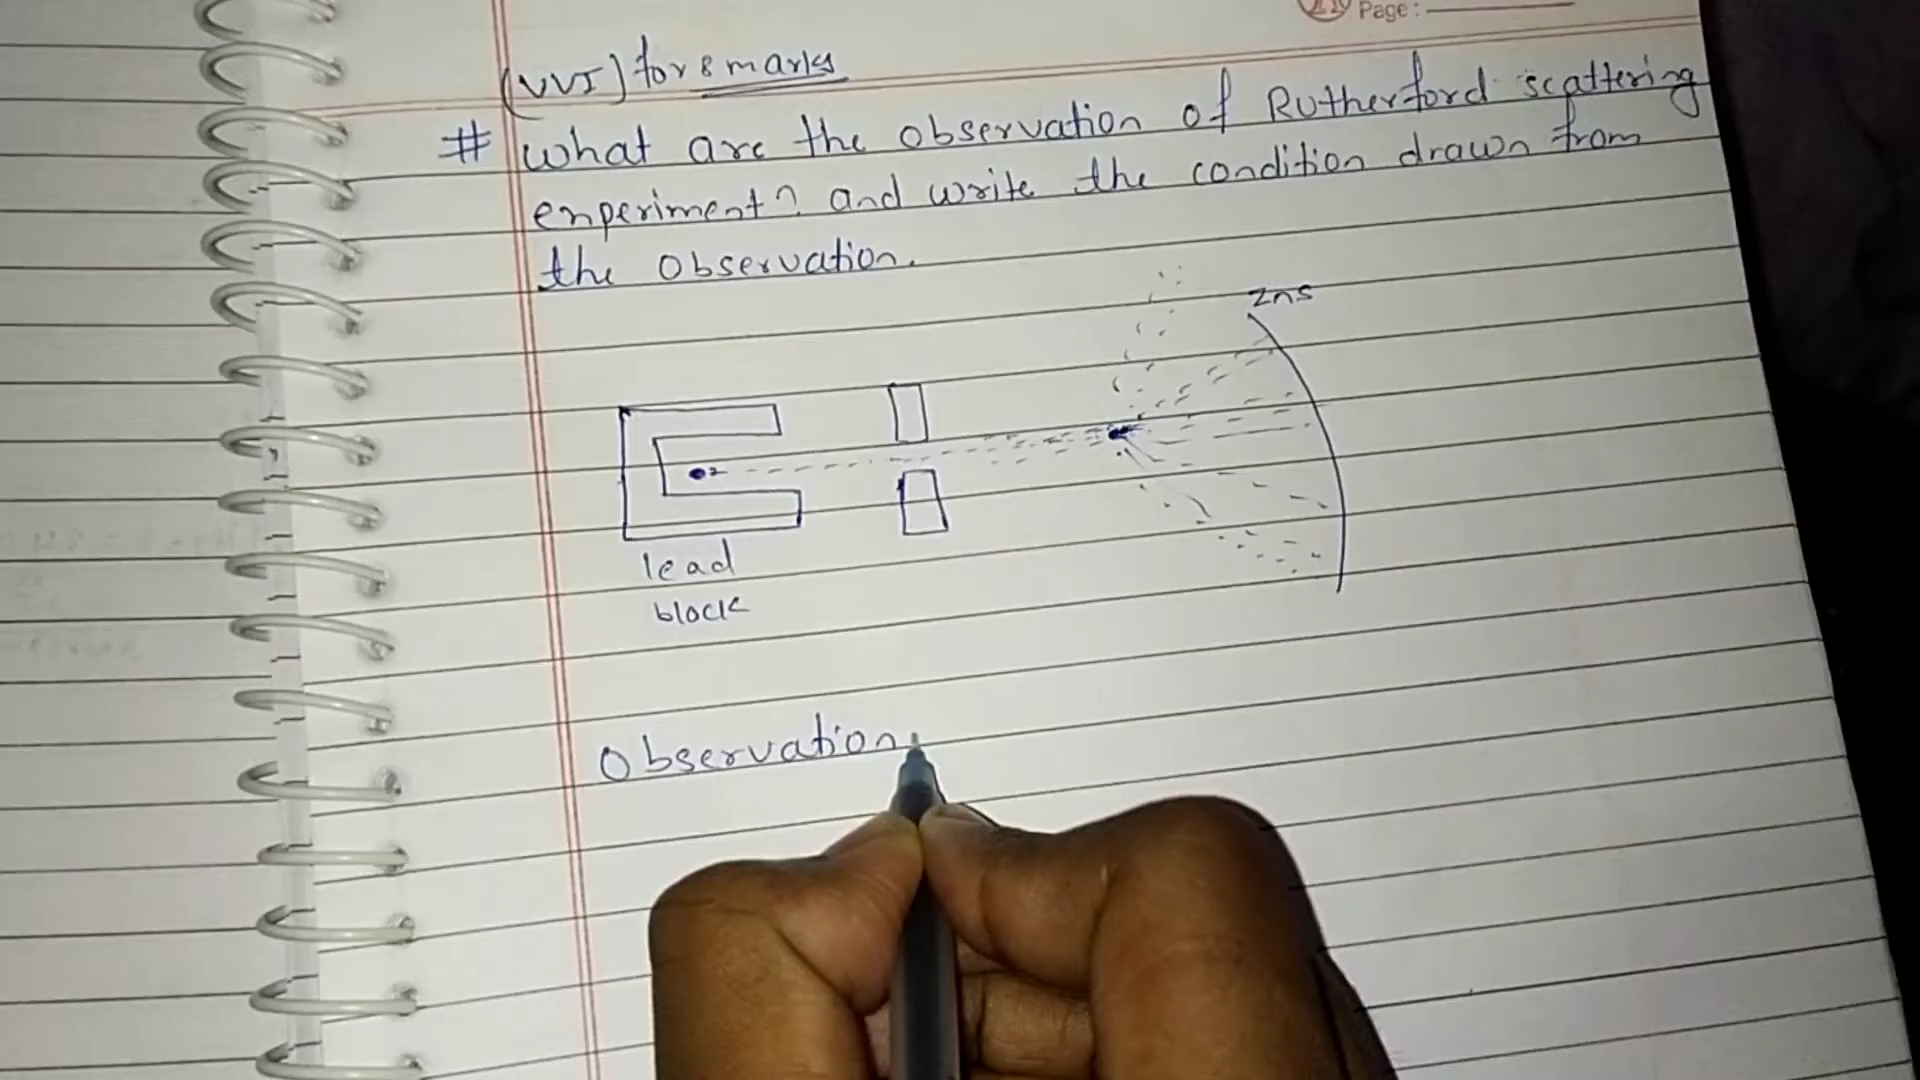 Page :
(VVI) for 8 marks
# what are the observation of Rutherford scattering
experiment? and write the condition drawn from
the observation.
zns
lead
block
observation